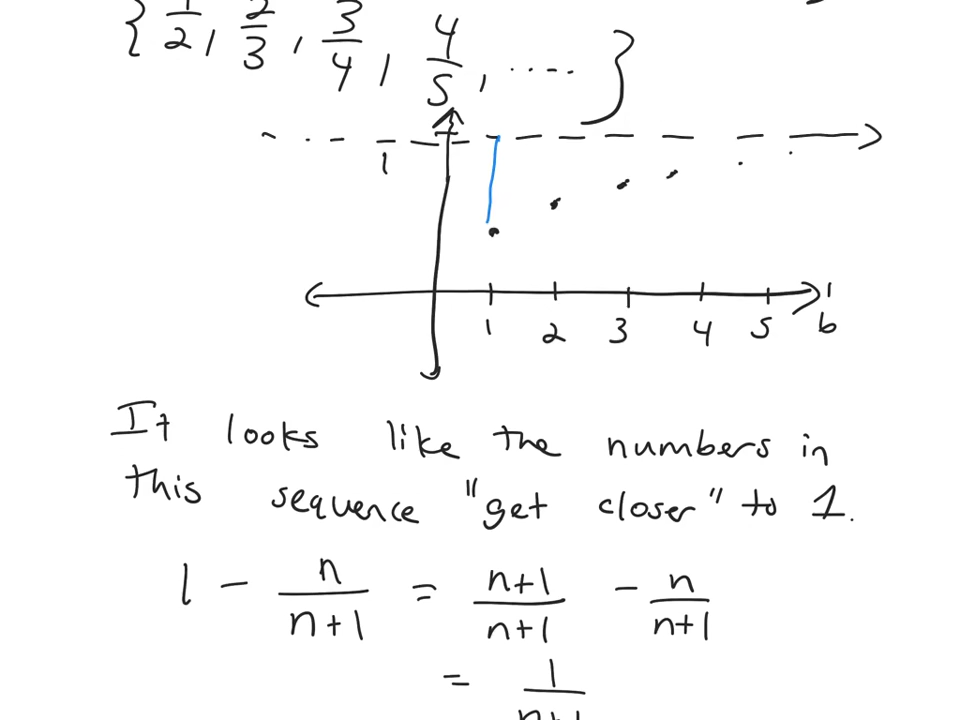 { 1/2, 2/3, 3/4, 4/5, ..... }
1
1 2 3 4 5 6
It looks like the numbers in
this sequence "get closer" to 1.
1 - n/(n+1) = (n+1)/(n+1) - n/(n+1)
= 1/(n+1)